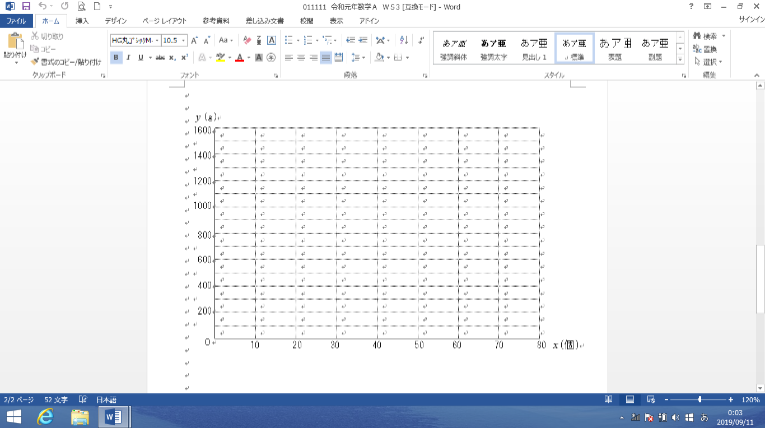 011111 令和元年数学A WS3 [互換モード] - Word
サインイン
ファイル ホーム 挿入 デザイン ページ レイアウト 参考資料 差し込み文書 校閲 表示 アドイン
貼り付け
切り取り
コピー
書式のコピー/貼り付け
クリップボード
10.5
フォント
段落
あア亜 あア亜 あア亜 あア亜 あア亜 あア亜
強調斜体 強調太字 見出し 1 標準 表題 副題
スタイル
検索
置換
選択
編集
y (g)
1600
1400
1200
1000
800
600
400
200
O 10 20 30 40 50 60 70 80 x (個)
2/2 ページ 52 文字 日本語 120%
あ
0:03
2019/09/11